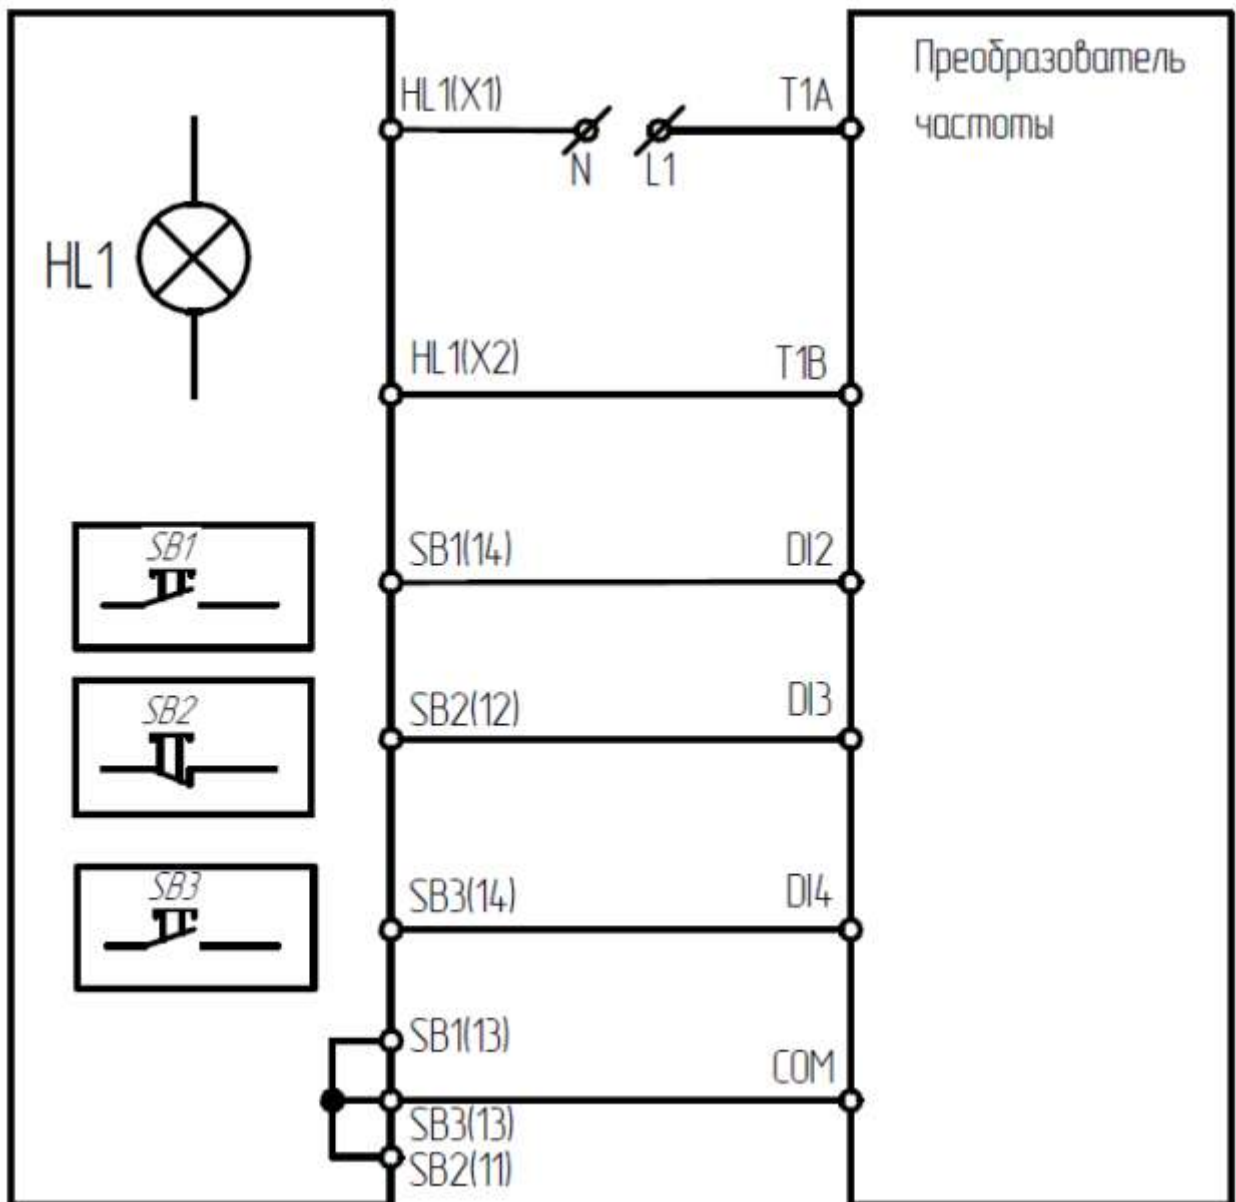 Преобразователь
частоты
HL1(X1)
T1A
N
L1
HL1
HL1(X2)
T1B
SB1
SB1(14)
DI2
SB2
SB2(12)
DI3
SB3
SB3(14)
DI4
SB1(13)
COM
SB3(13)
SB2(11)